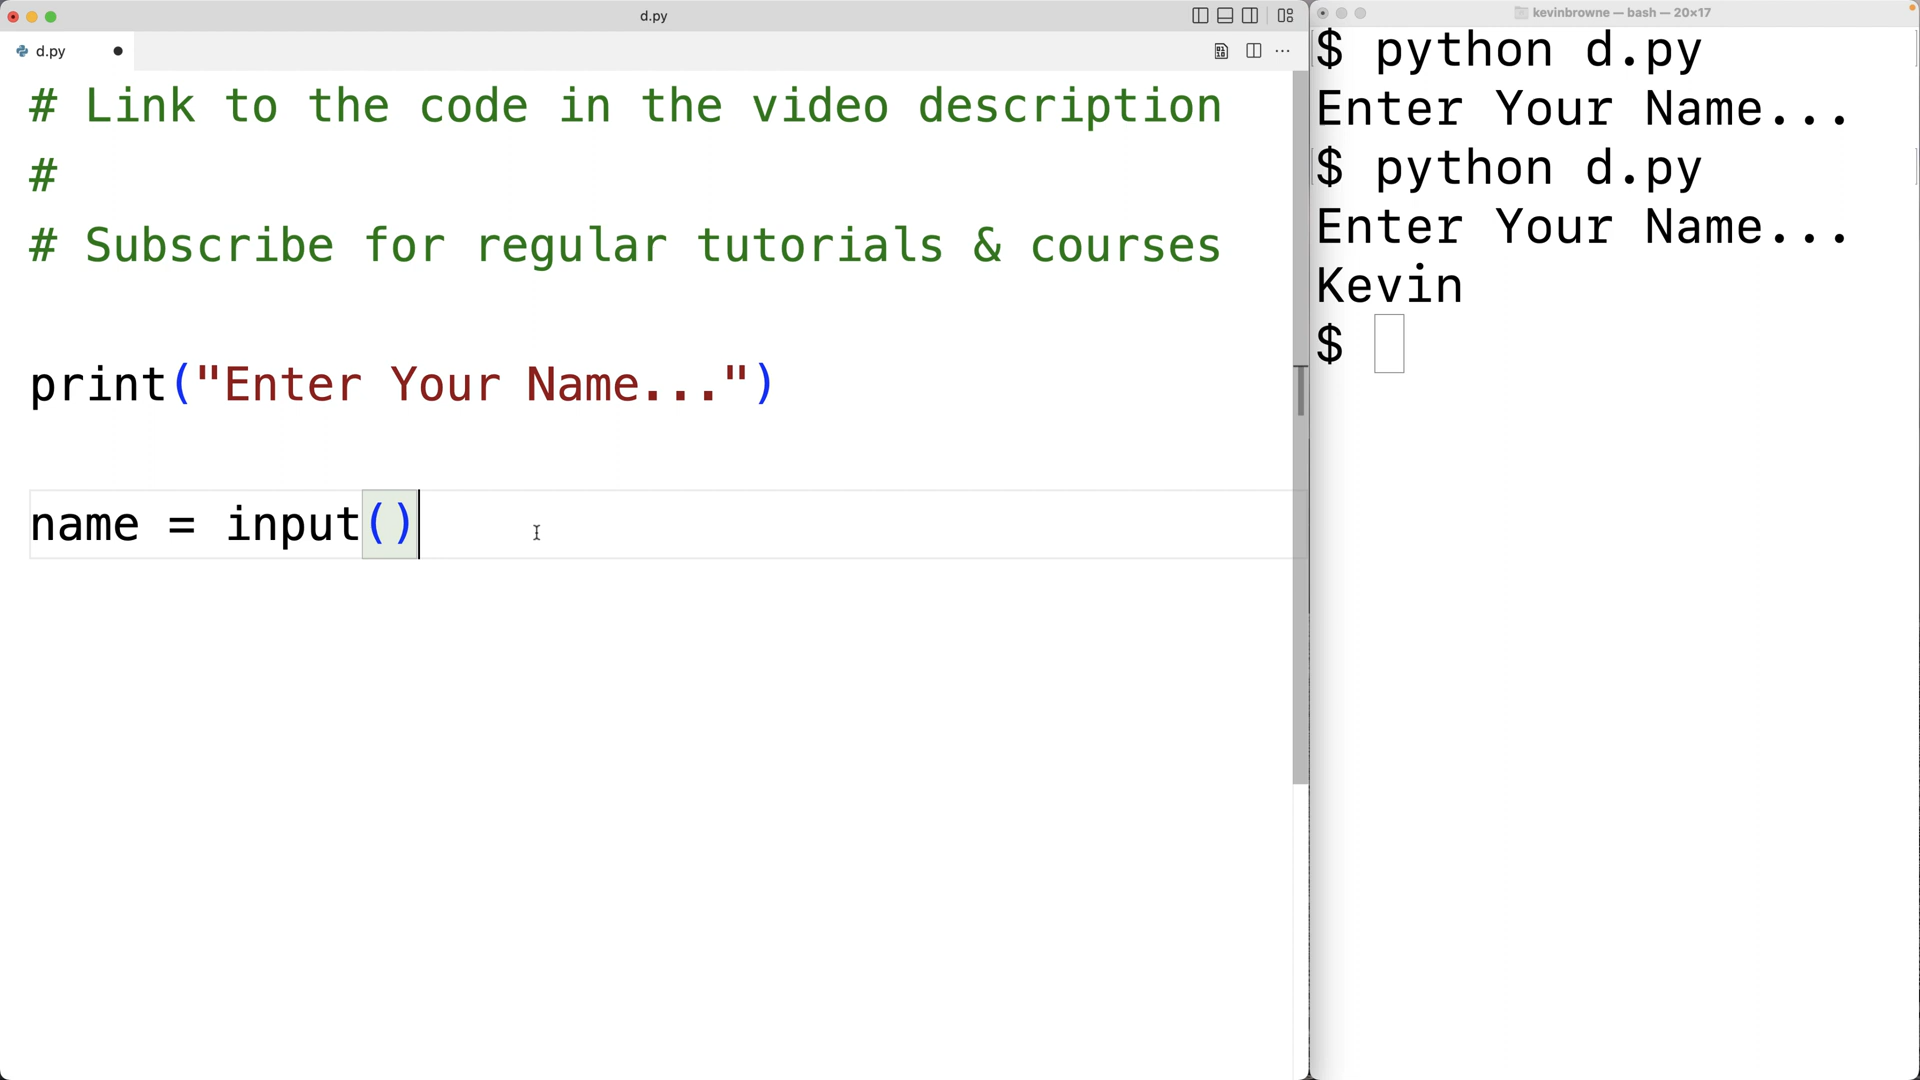 d.py
d.py
# Link to the code in the video description
#
# Subscribe for regular tutorials & courses
print("Enter Your Name...")
name = input()
kevinbrowne — bash — 20×17
$ python d.py
Enter Your Name...
$ python d.py
Enter Your Name...
Kevin
$